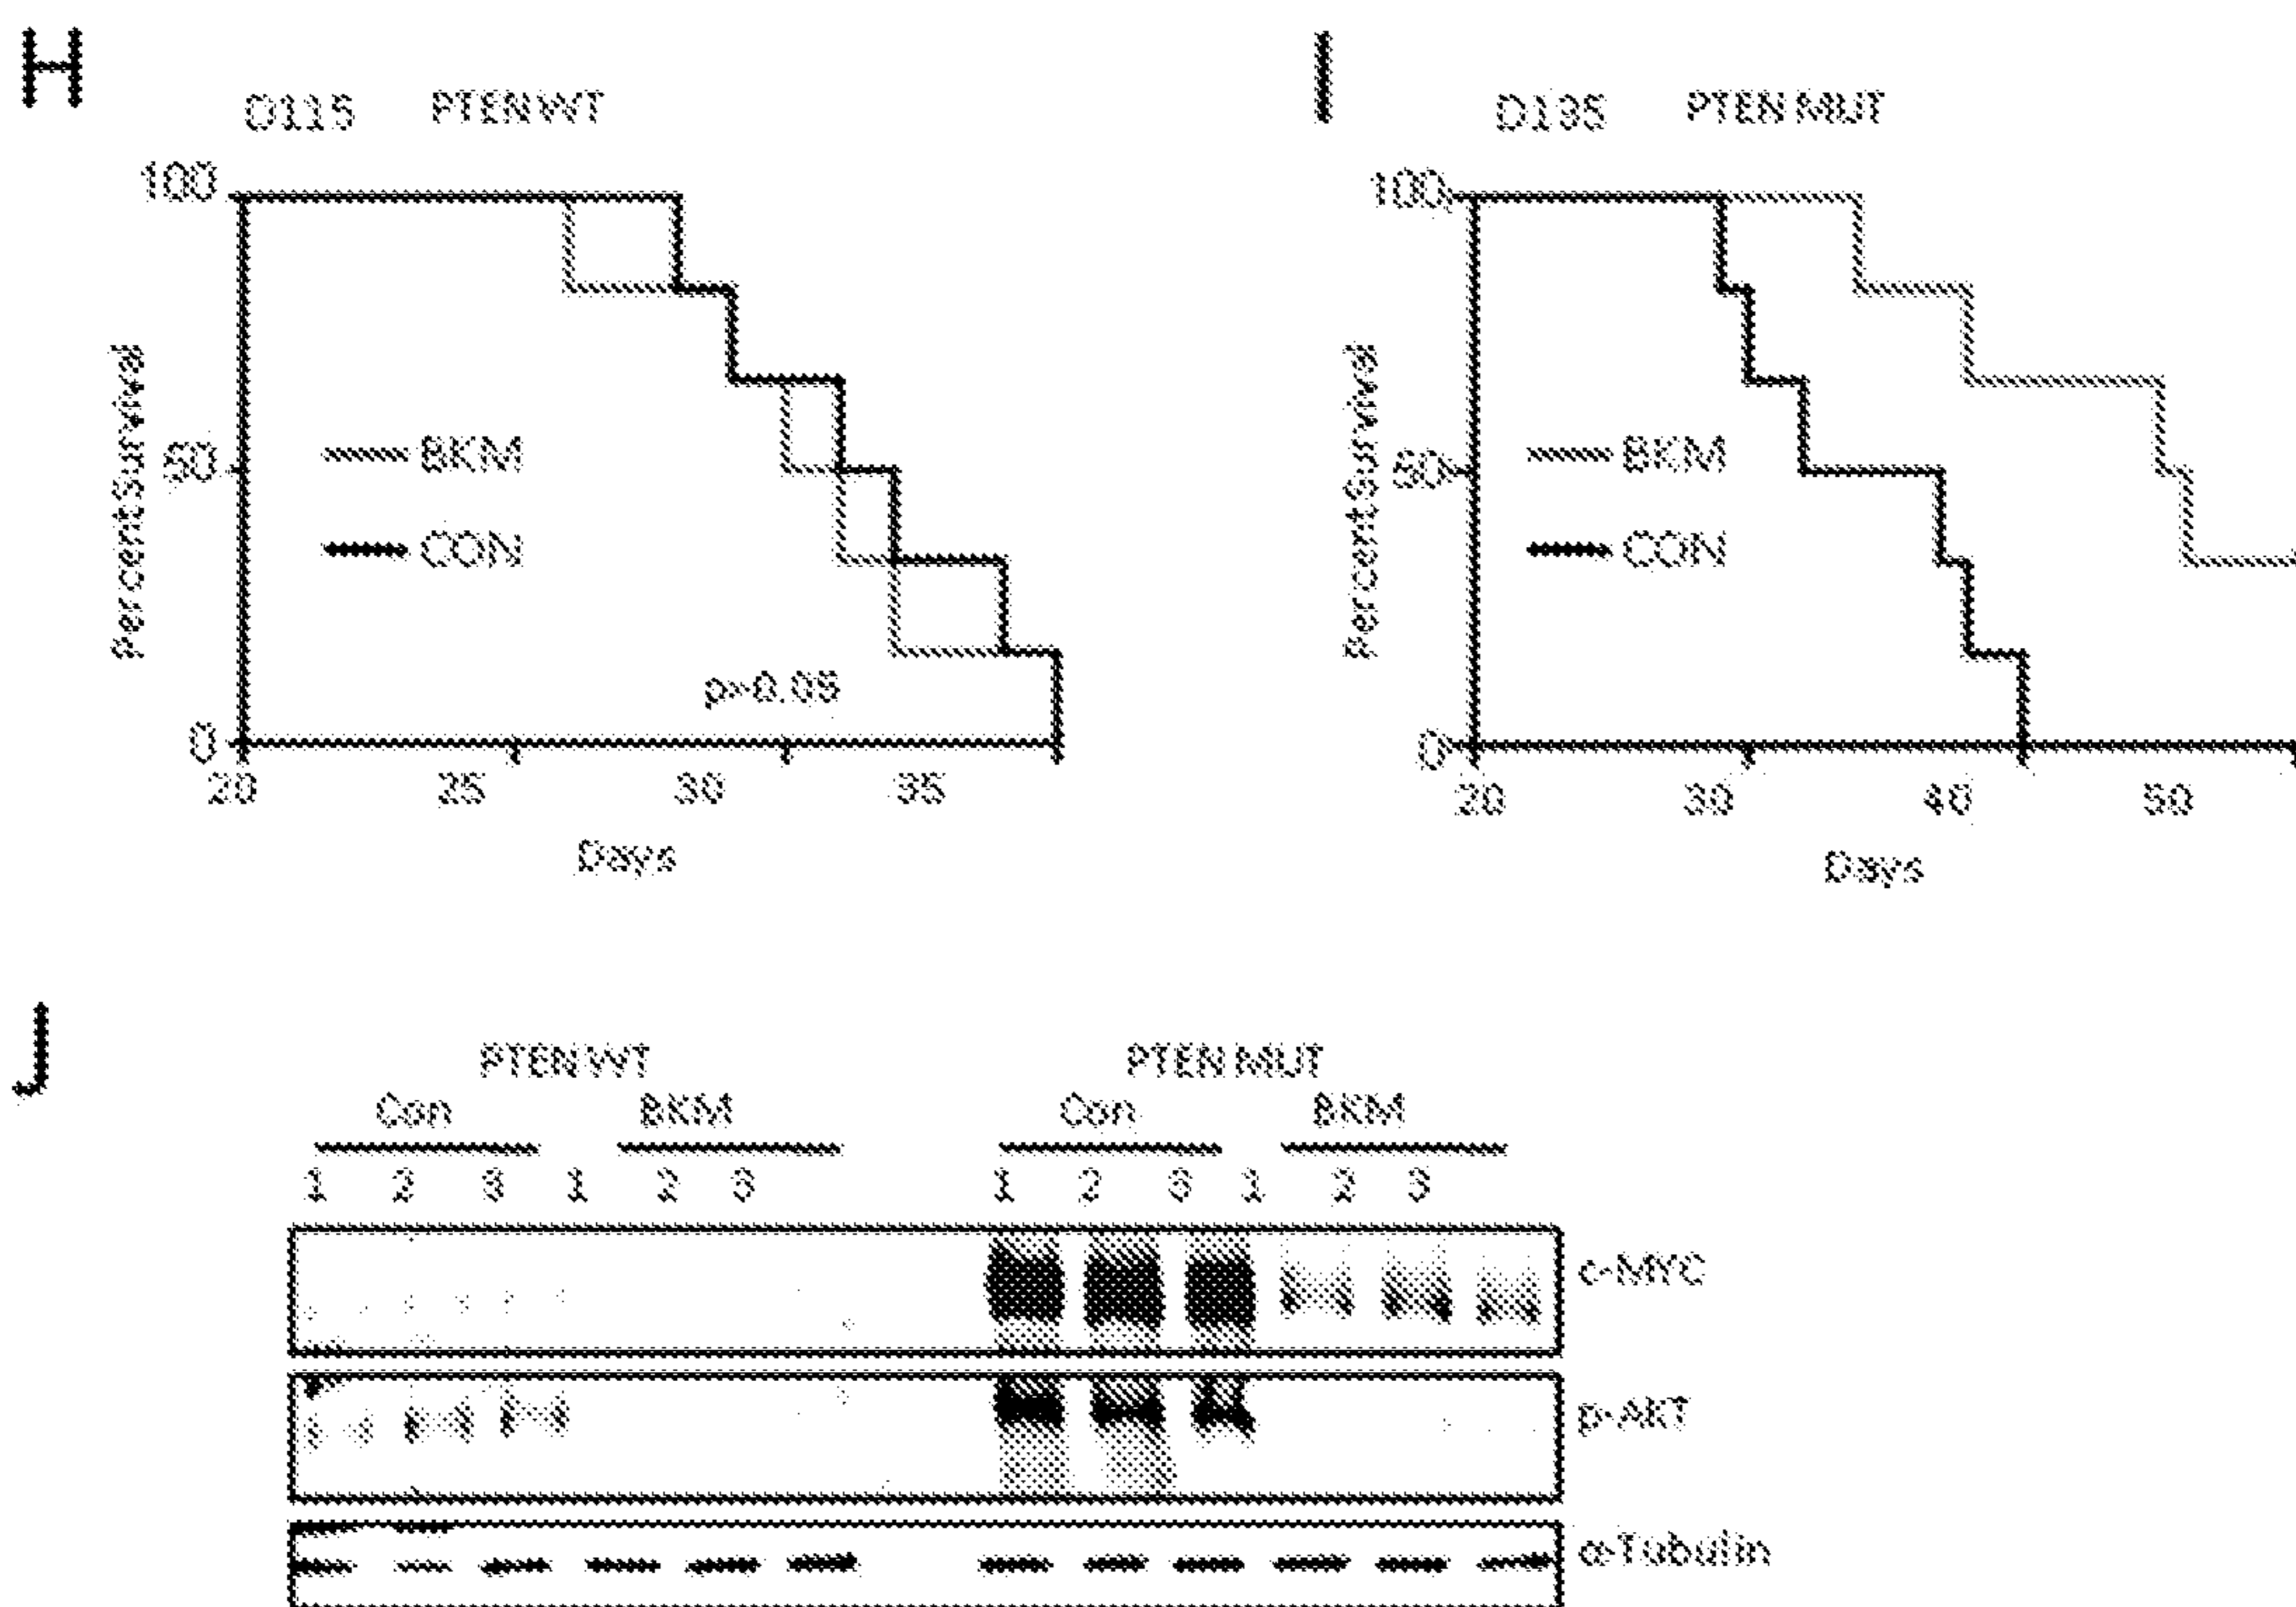 H
D115 PTEN WT
100
50
0
Percent Survival
BKM
CON
p>0.05
20 25 30 35
Days
I
D135 PTEN MUT
100
50
0
Percent Survival
BKM
CON
20 30 40 50
Days
J
PTEN WT PTEN MUT
Con BKM Con BKM
1 2 3 1 2 3 1 2 3 1 2 3
c-MYC
p-AKT
α-Tubulin